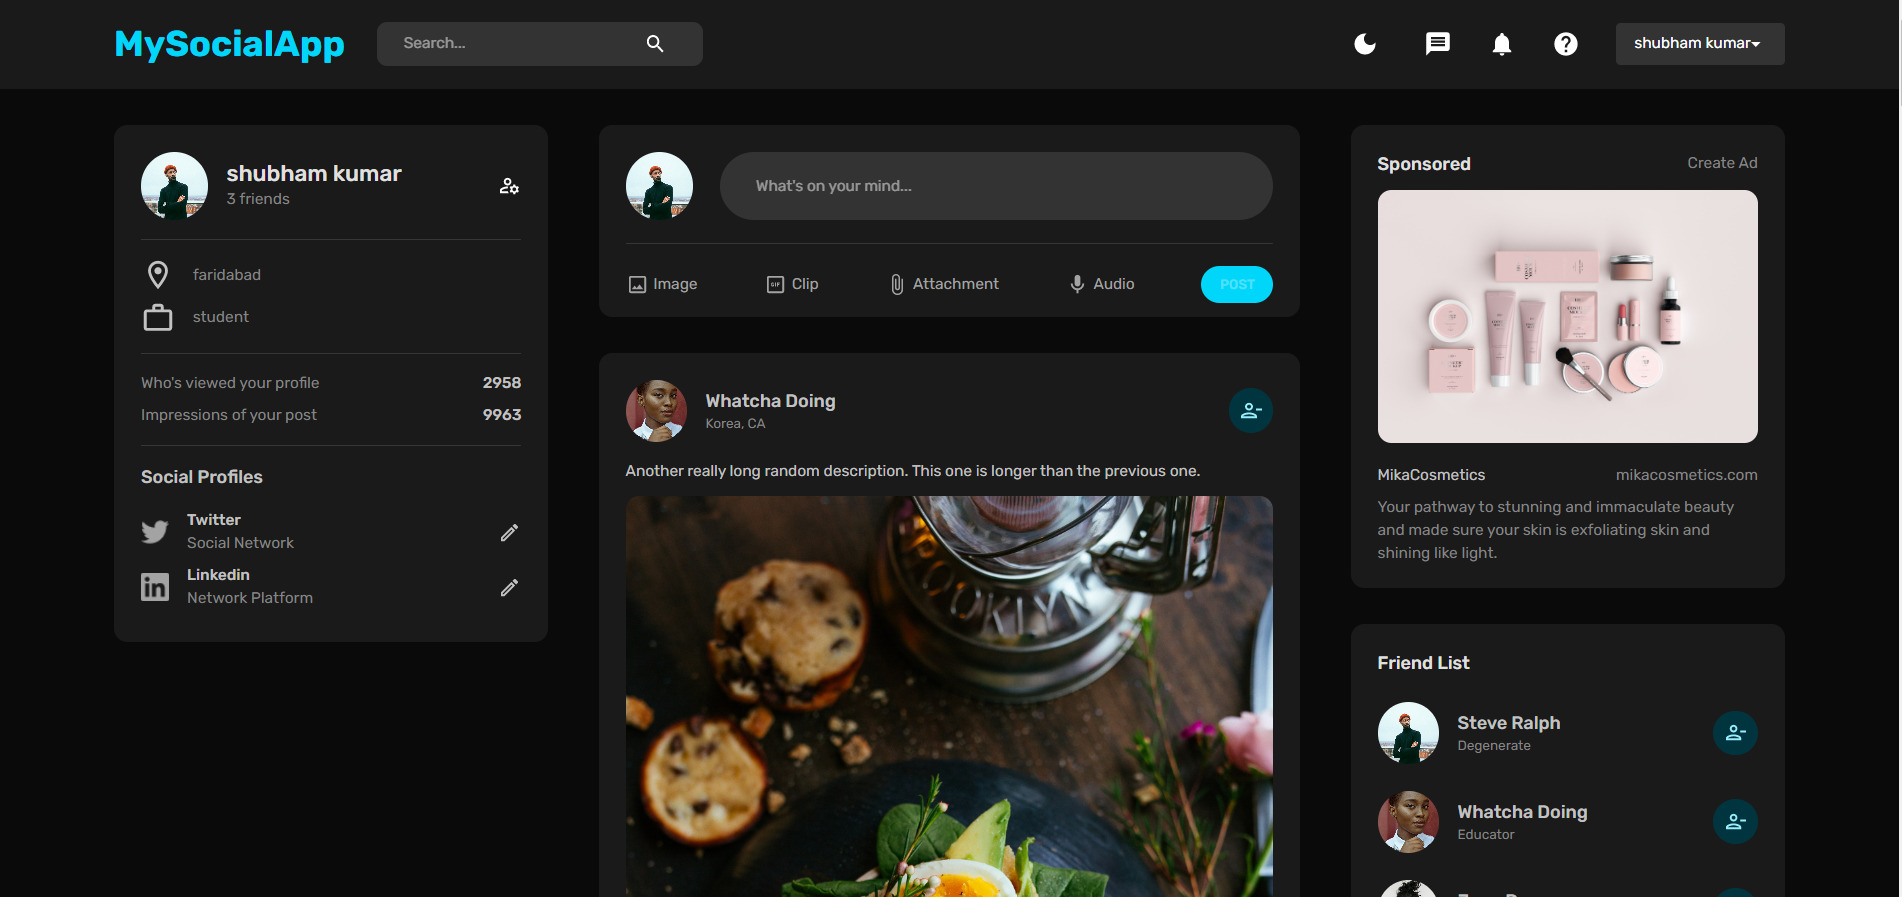 MySocialApp
Search...
shubham kumar
shubham kumar
3 friends
faridabad
student
Who's viewed your profile 2958
Impressions of your post 9963
Social Profiles
Twitter
Social Network
Linkedin
Network Platform
What's on your mind...
Image Clip Attachment Audio POST
Whatcha Doing
Korea, CA
Another really long random description. This one is longer than the previous one.
Sponsored Create Ad
MikaCosmetics mikacosmetics.com
Your pathway to stunning and immaculate beauty
and made sure your skin is exfoliating skin and
shining like light.
Friend List
Steve Ralph
Degenerate
Whatcha Doing
Educator